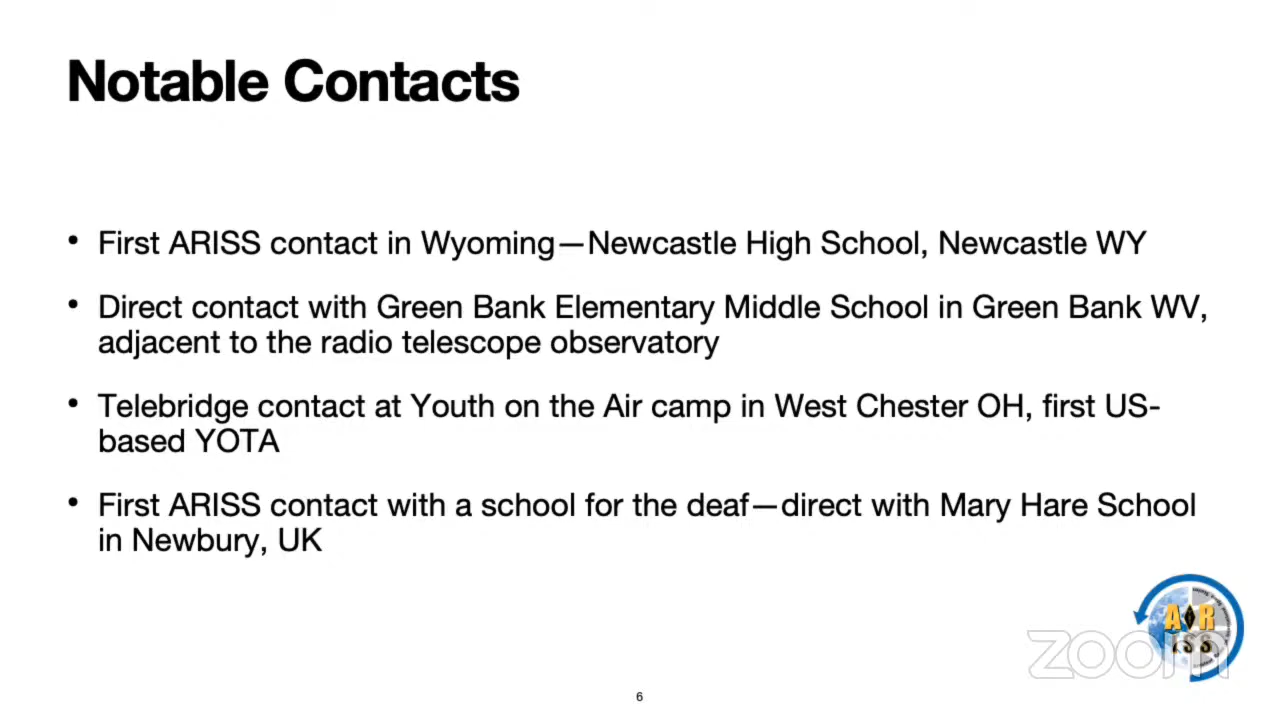 Notable Contacts
• First ARISS contact in Wyoming—Newcastle High School, Newcastle WY
• Direct contact with Green Bank Elementary Middle School in Green Bank WV,
adjacent to the radio telescope observatory
• Telebridge contact at Youth on the Air camp in West Chester OH, first US-
based YOTA
• First ARISS contact with a school for the deaf—direct with Mary Hare School
in Newbury, UK
A R
ISS
zoom
6